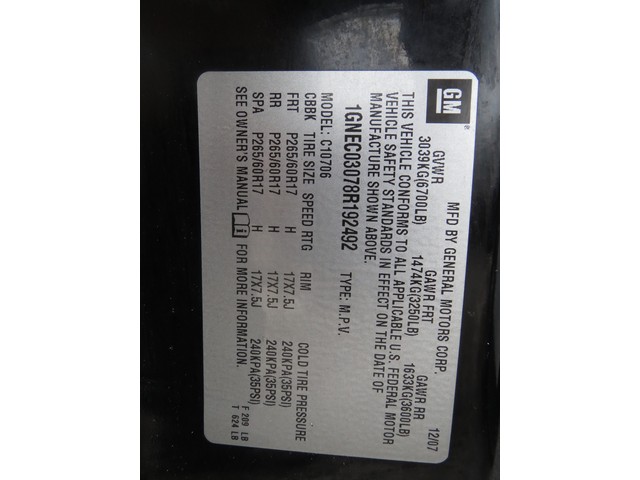 GM
MFD BY GENERAL MOTORS CORP. 12/07
GVWR GAWR FRT GAWR RR
3039KG(6700LB) 1474KG(3250LB) 1633KG(3600LB)
THIS VEHICLE CONFORMS TO ALL APPLICABLE U.S. FEDERAL MOTOR
VEHICLE SAFETY STANDARDS IN EFFECT ON THE DATE OF
MANUFACTURE SHOWN ABOVE.
1GNEC03078R192492 TYPE: M.P.V.
MODEL: C10706
CBBK TIRE SIZE SPEED RTG RIM COLD TIRE PRESSURE
FRT P265/60R17 H 17X7.5J 240KPA(35PSI)
RR P265/60R17 H 17X7.5J 240KPA(35PSI)
SPA P265/60R17 H 17X7.5J 240KPA(35PSI)
SEE OWNER'S MANUAL FOR MORE INFORMATION.
F 209 LB
T 624 LB